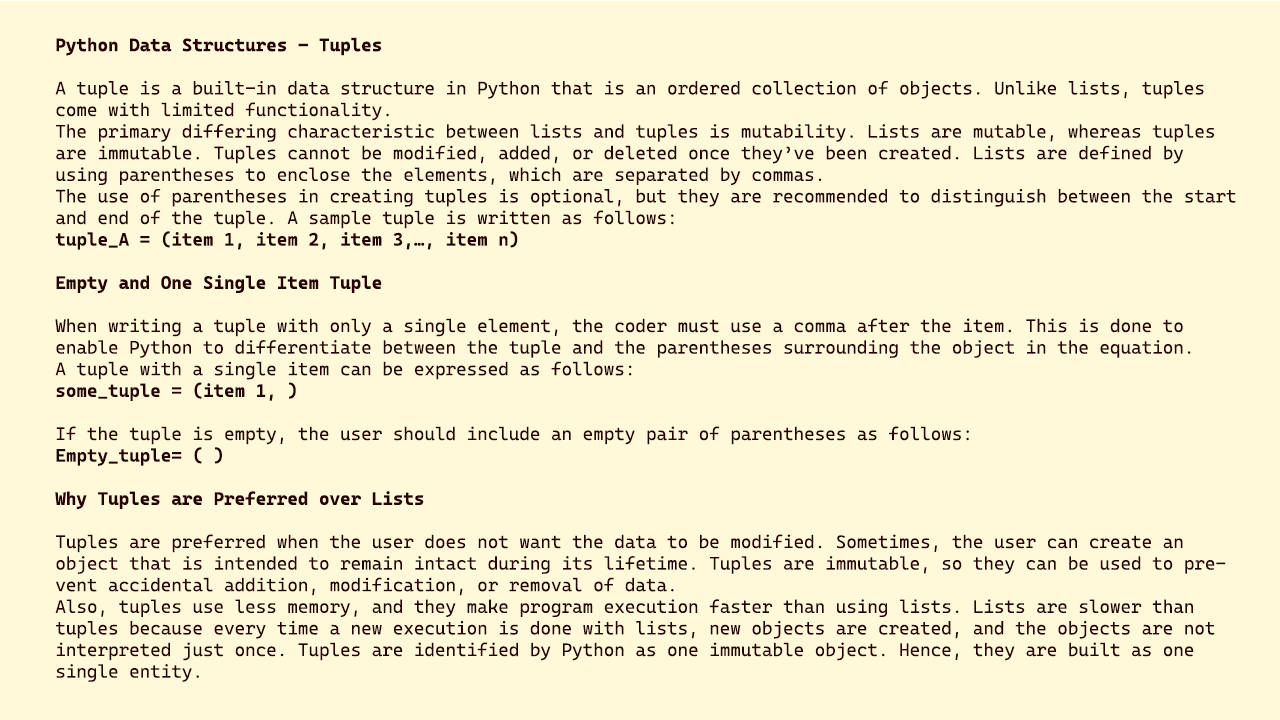 Python Data Structures – Tuples
A tuple is a built-in data structure in Python that is an ordered collection of objects. Unlike lists, tuples
come with limited functionality.
The primary differing characteristic between lists and tuples is mutability. Lists are mutable, whereas tuples
are immutable. Tuples cannot be modified, added, or deleted once they’ve been created. Lists are defined by
using parentheses to enclose the elements, which are separated by commas.
The use of parentheses in creating tuples is optional, but they are recommended to distinguish between the start
and end of the tuple. A sample tuple is written as follows:
tuple_A = (item 1, item 2, item 3,…, item n)
Empty and One Single Item Tuple
When writing a tuple with only a single element, the coder must use a comma after the item. This is done to
enable Python to differentiate between the tuple and the parentheses surrounding the object in the equation.
A tuple with a single item can be expressed as follows:
some_tuple = (item 1, )
If the tuple is empty, the user should include an empty pair of parentheses as follows:
Empty_tuple= ( )
Why Tuples are Preferred over Lists
Tuples are preferred when the user does not want the data to be modified. Sometimes, the user can create an
object that is intended to remain intact during its lifetime. Tuples are immutable, so they can be used to pre-
vent accidental addition, modification, or removal of data.
Also, tuples use less memory, and they make program execution faster than using lists. Lists are slower than
tuples because every time a new execution is done with lists, new objects are created, and the objects are not
interpreted just once. Tuples are identified by Python as one immutable object. Hence, they are built as one
single entity.